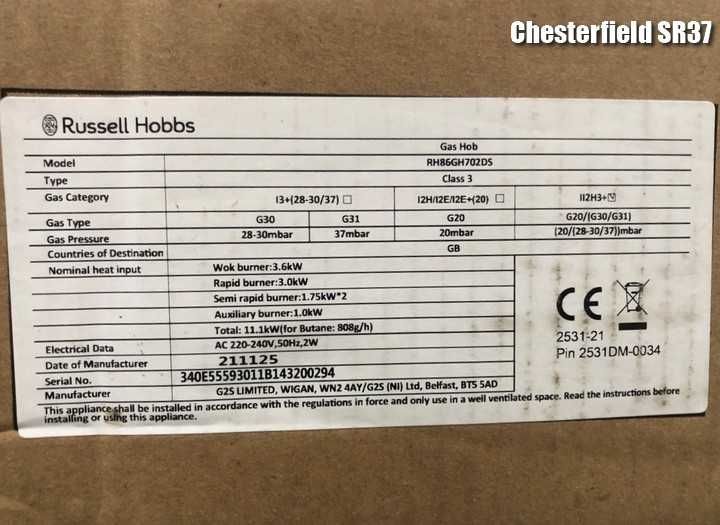 Chesterfield SR37
Russell Hobbs
Gas Hob
Model RH86GH702DS
Type Class 3
Gas Category I3+(28-30/37) I2H/I2E/I2E+(20) II2H3+
Gas Type G30 G31 G20 G20/(G30/G31)
Gas Pressure 28-30mbar 37mbar 20mbar (20/(28-30/37))mbar
Countries of Destination GB
Nominal heat input Wok burner:3.6kW
Rapid burner:3.0kW
Semi rapid burner:1.75kW*2
Auxiliary burner:1.0kW
Total: 11.1kW(for Butane: 808g/h)
Electrical Data AC 220-240V,50Hz,2W
Date of Manufacturer 211125
Serial No. 340E55593011B143200294
Manufacturer G2S LIMITED, WIGAN, WN2 4AY/G2S (NI) Ltd, Belfast, BT5 5AD
CE
2531-21
Pin 2531DM-0034
This appliance shall be installed in accordance with the regulations in force and only use in a well ventilated space. Read the instructions before
installing or using this appliance.